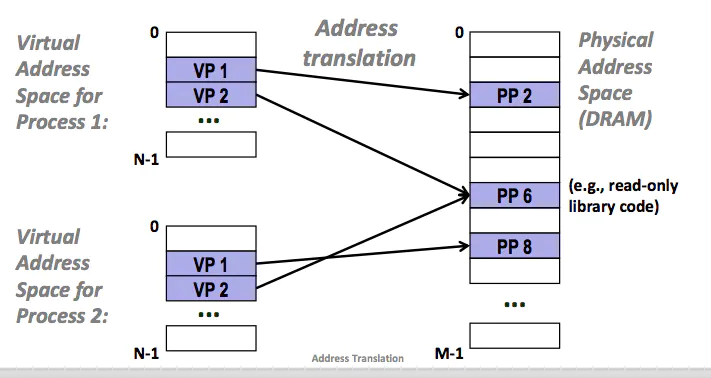 Virtual
Address
Space for
Process 1:
0
VP 1
VP 2
...
N-1
Address
translation
0
PP 2
PP 6
PP 8
...
M-1
Physical
Address
Space
(DRAM)
(e.g., read-only
library code)
Virtual
Address
Space for
Process 2:
0
VP 1
VP 2
...
N-1
Address Translation